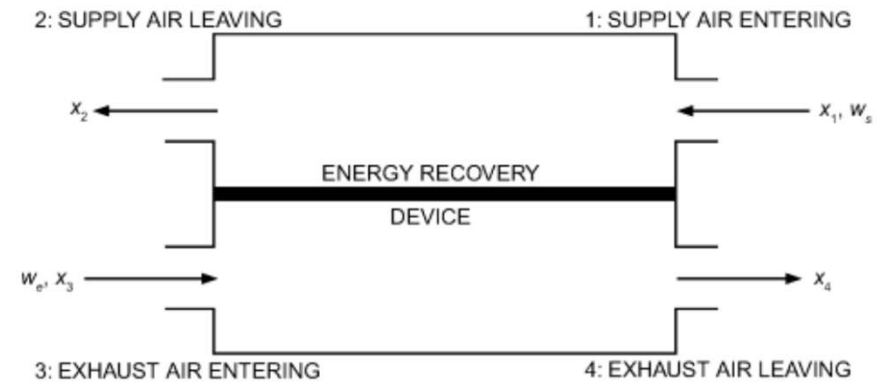 2: SUPPLY AIR LEAVING 1: SUPPLY AIR ENTERING
X₂ X₁, Wₛ
ENERGY RECOVERY
DEVICE
Wₑ, X₃ X₄
3: EXHAUST AIR ENTERING 4: EXHAUST AIR LEAVING